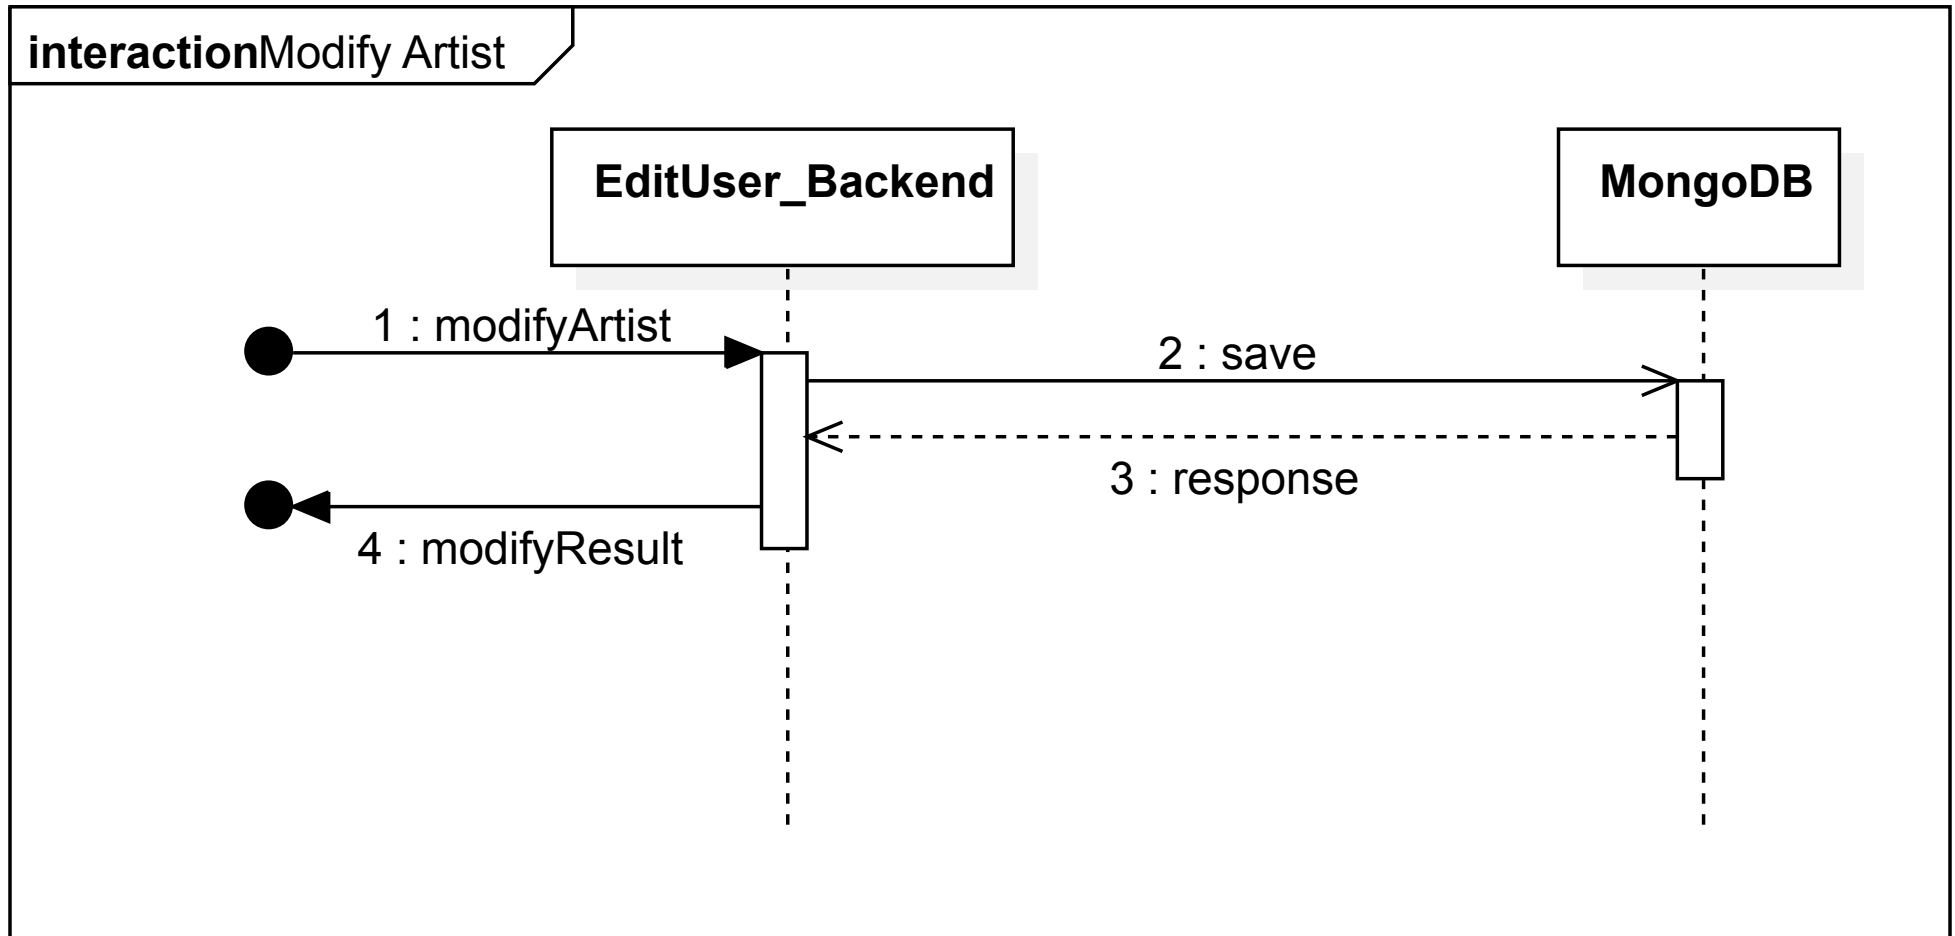 interactionModify Artist
EditUser_Backend
MongoDB
1 : modifyArtist
2 : save
3 : response
4 : modifyResult